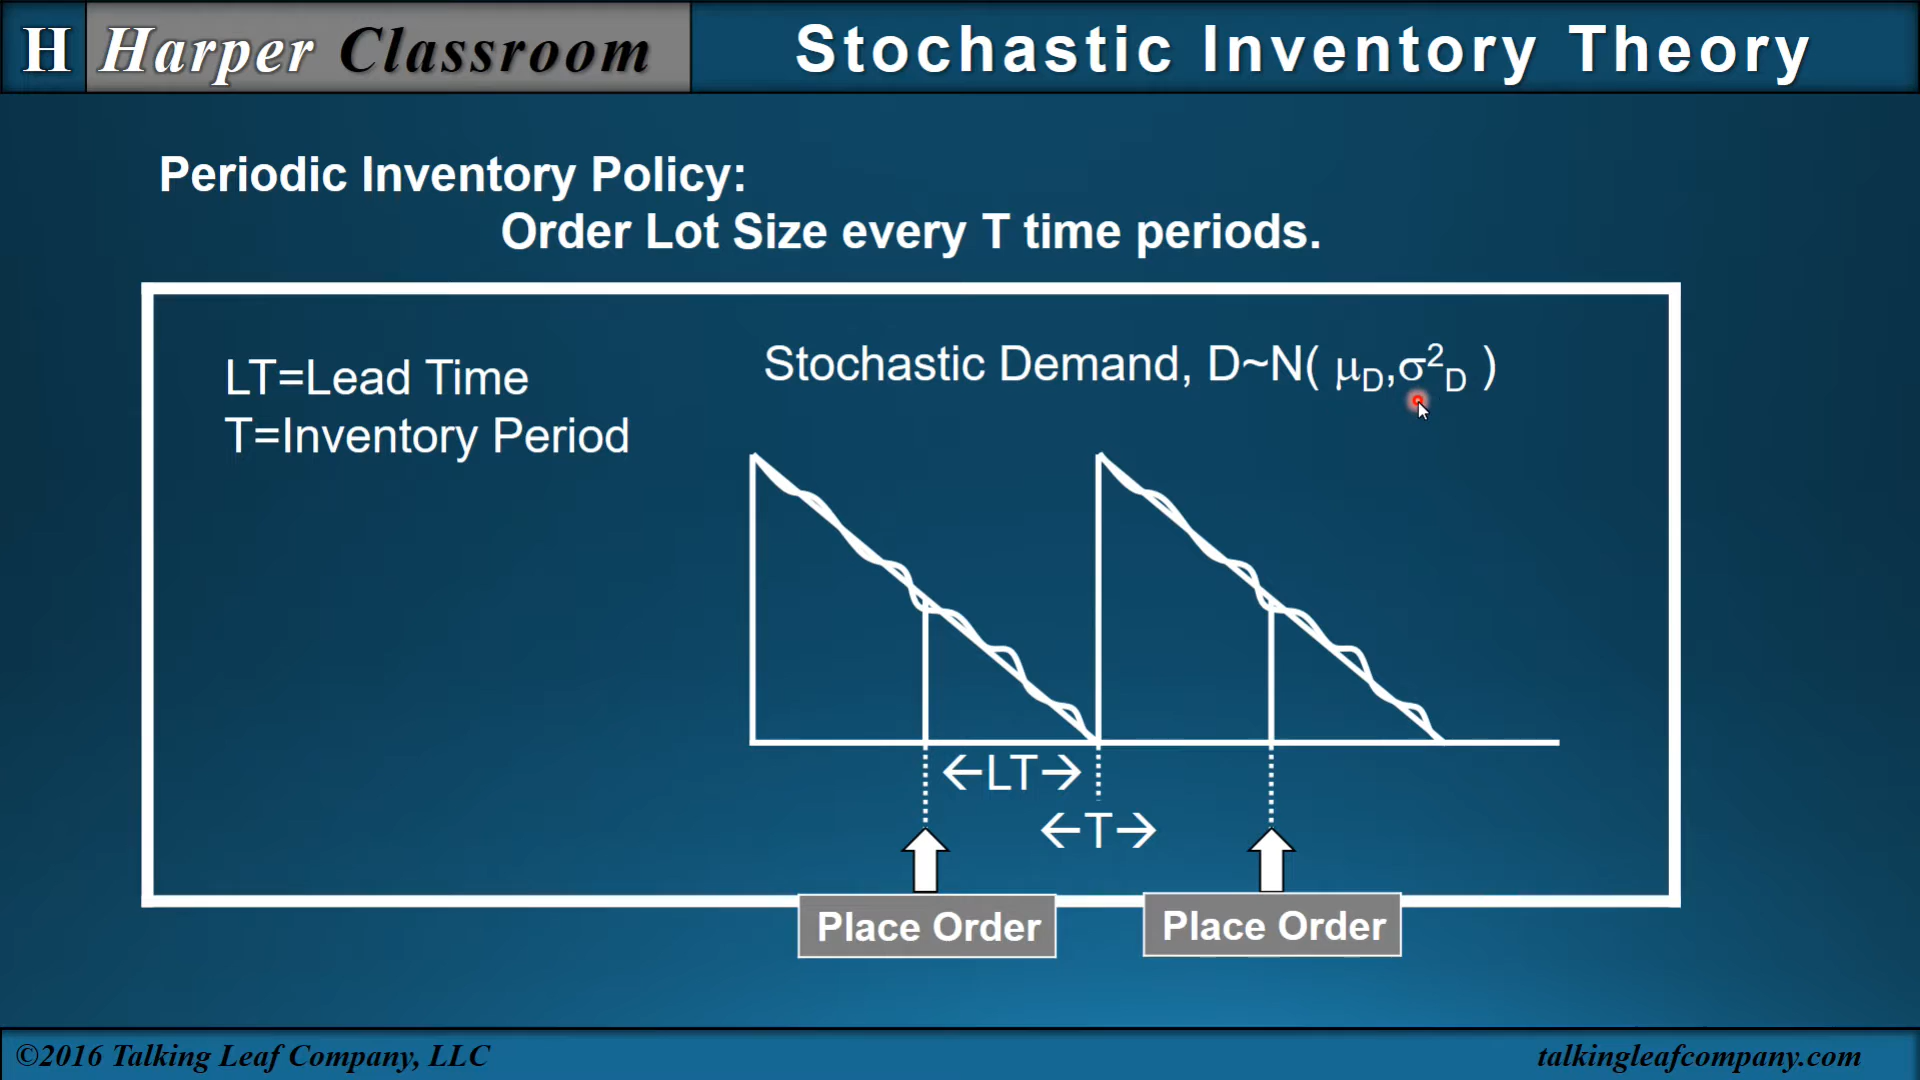 H Harper Classroom
Stochastic Inventory Theory
Periodic Inventory Policy:
Order Lot Size every T time periods.
LT=Lead Time
T=Inventory Period
Stochastic Demand, D~N( μD,σ²D )
←LT→
←T→
Place Order
Place Order
©2016 Talking Leaf Company, LLC
talkingleafcompany.com